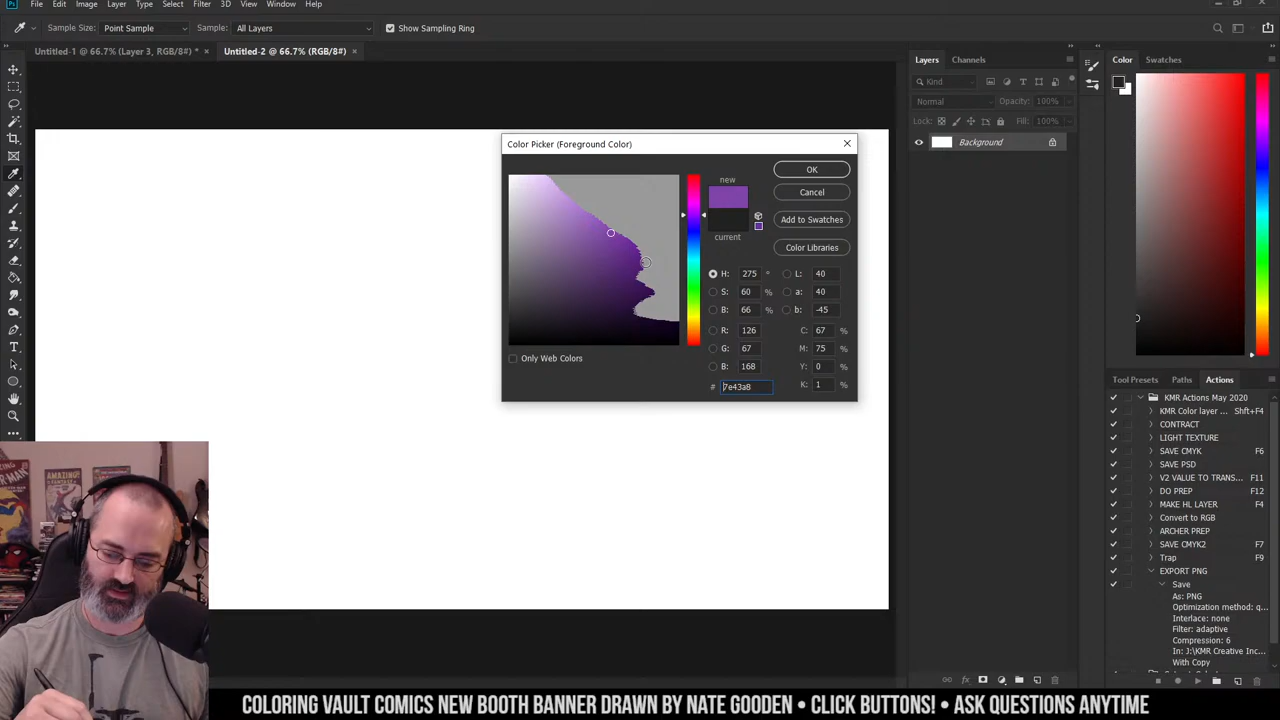 File Edit Image Layer Type Select Filter 3D View Window Help
Sample Size: Point Sample Sample: All Layers Show Sampling Ring
Untitled-1 @ 66.7% (Layer 3, RGB/8#) * × Untitled-2 @ 66.7% (RGB/8#) ×
Layers Channels
Kind
Normal Opacity: 100%
Lock: Fill: 100%
Background
Color Swatches
Color Picker (Foreground Color)
new
current
OK
Cancel
Add to Swatches
Color Libraries
H: 275 ° L: 40
S: 60 % a: 40
B: 66 % b: -45
R: 126 C: 67 %
G: 67 M: 75 %
B: 168 Y: 0 %
# 7e43a8 K: 1 %
Only Web Colors
Tool Presets Paths Actions
KMR Actions May 2020
KMR Color layer ... Shft+F4
CONTRACT
LIGHT TEXTURE
SAVE CMYK F6
SAVE PSD
V2 VALUE TO TRANS... F11
DO PREP F12
MAKE HL LAYER F4
Convert to RGB
ARCHER PREP
SAVE CMYK2 F7
Trap F9
EXPORT PNG
Save
As: PNG
Optimization method: q...
Interlace: none
Filter: adaptive
Compression: 6
In: J:\KMR Creative Inc...
With Copy
AMAZING
COLORING VAULT COMICS NEW BOOTH BANNER DRAWN BY NATE GOODEN • CLICK BUTTONS! • ASK QUESTIONS ANYTIME